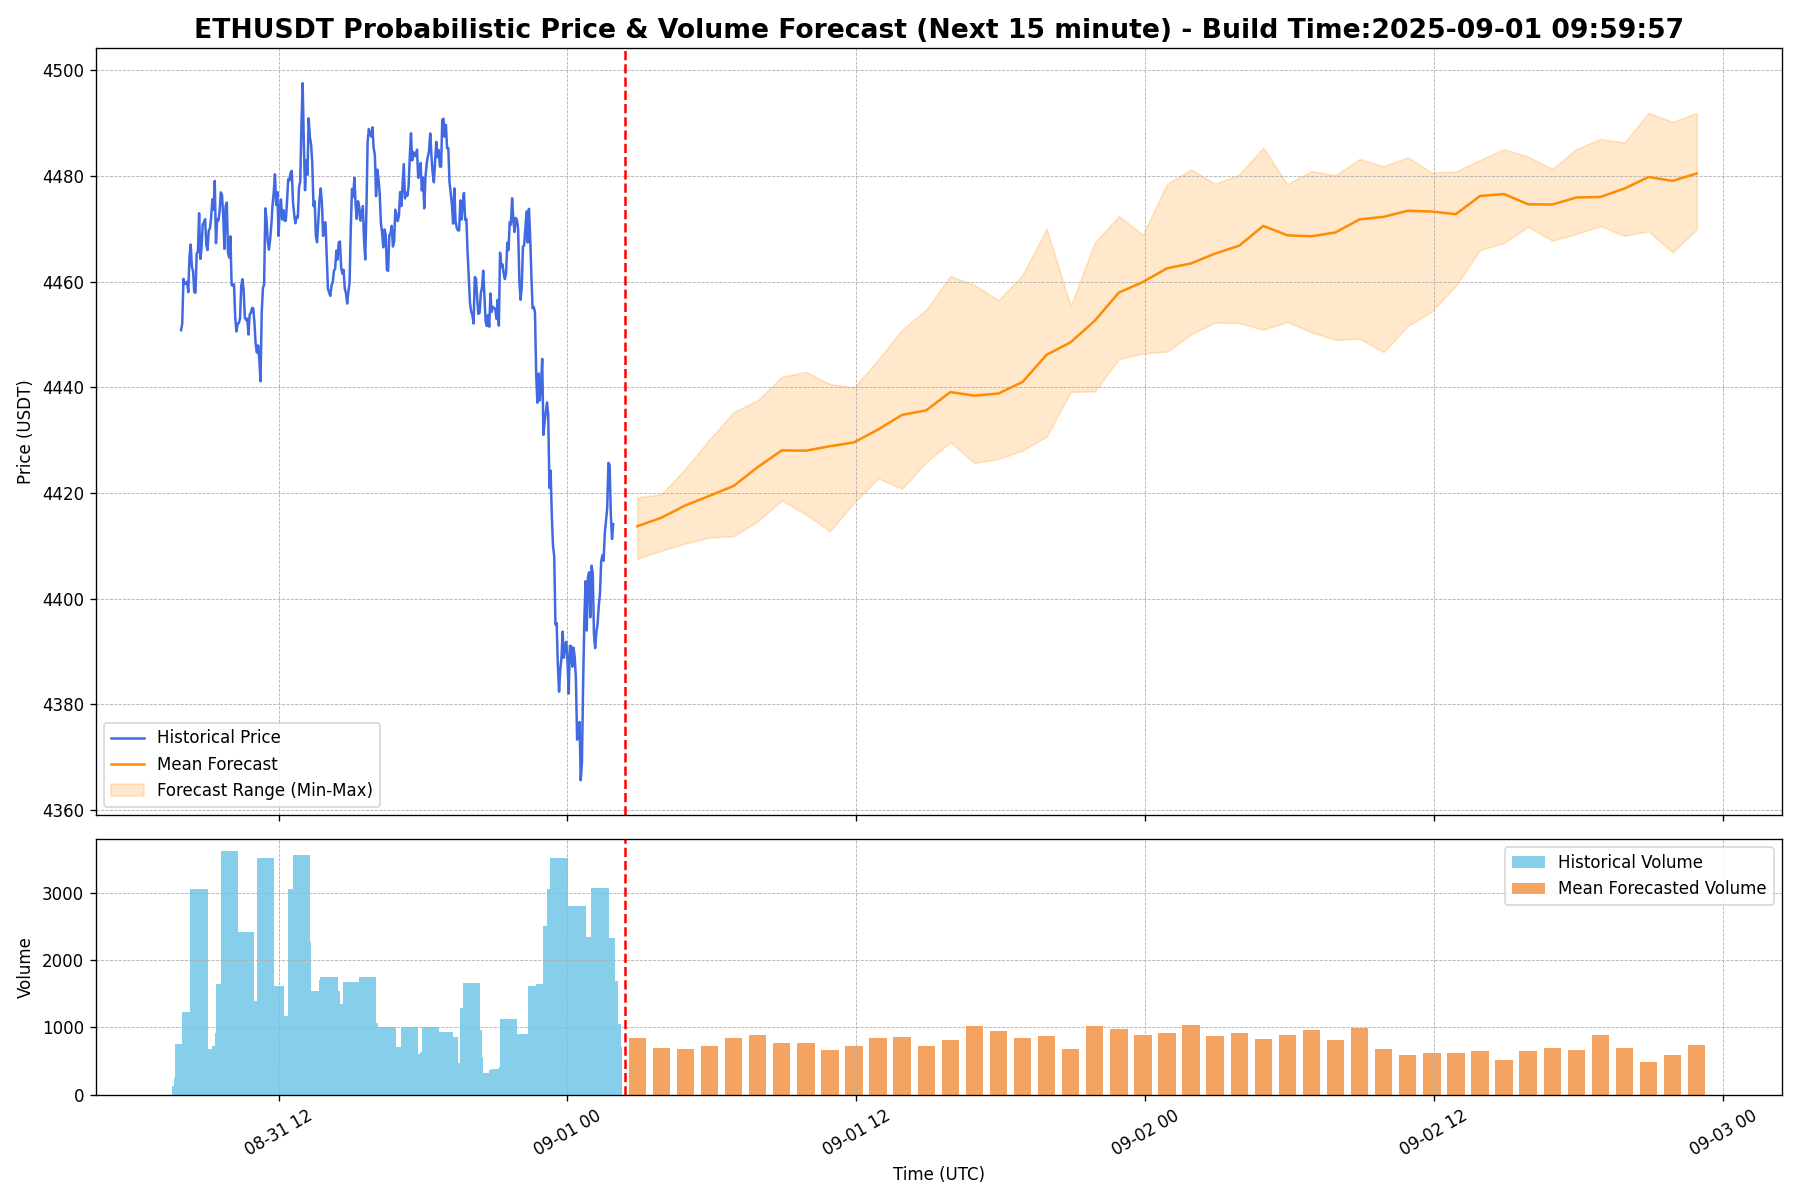 ETHUSDT Probabilistic Price & Volume Forecast (Next 15 minute) - Build Time:2025-09-01 09:59:57
4500
4480
4460
4440
4420
4400
4380
4360
Price (USDT)
Historical Price
Mean Forecast
Forecast Range (Min-Max)
3000
2000
1000
0
Volume
Historical Volume
Mean Forecasted Volume
08-31 12
09-01 00
09-01 12
09-02 00
09-02 12
09-03 00
Time (UTC)